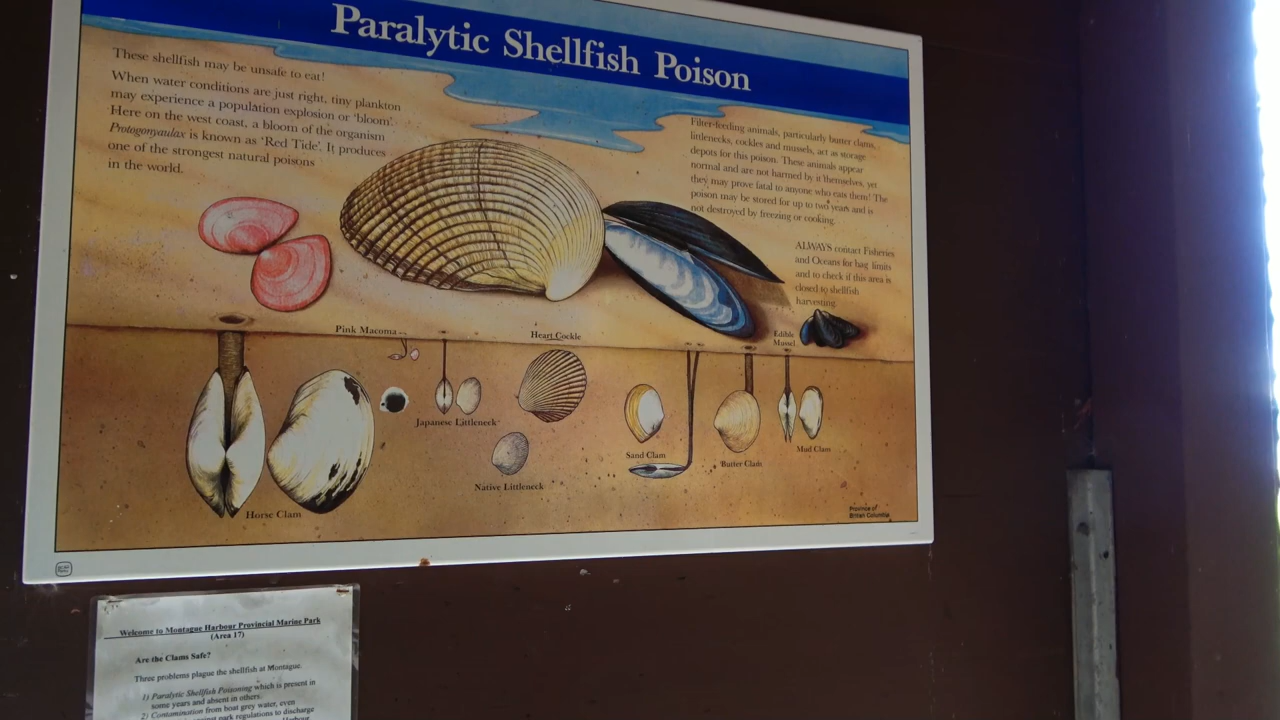 Paralytic Shellfish Poison
These shellfish may be unsafe to eat!
When water conditions are just right, tiny plankton
may experience a population explosion or 'bloom'.
Here on the west coast, a bloom of the organism
Protogonyaulax is known as 'Red Tide'. It produces
one of the strongest natural poisons
in the world.
Filter-feeding animals, particularly butter clams,
littlenecks, cockles and mussels, act as storage
depots for this poison. These animals appear
normal and are not harmed by it themselves, yet
they may prove fatal to anyone who eats them! The
poison may be stored for up to two years and is
not destroyed by freezing or cooking.
ALWAYS contact Fisheries
and Oceans for bag limits
and to check if this area is
closed to shellfish
harvesting.
Pink Macoma
Heart Cockle
Edible
Mussel
Japanese Littleneck
Sand Clam
Butter Clam
Mud Clam
Native Littleneck
Horse Clam
Province of
British Columbia
Welcome to Montague Harbour Provincial Marine Park
(Area 17)
Are the Clams Safe?
Three problems plague the shellfish at Montague.
1) Paralytic Shellfish Poisoning which is present in
some years and absent in others.
2) Contamination from boat grey water, even
against park regulations to discharge
Harbour